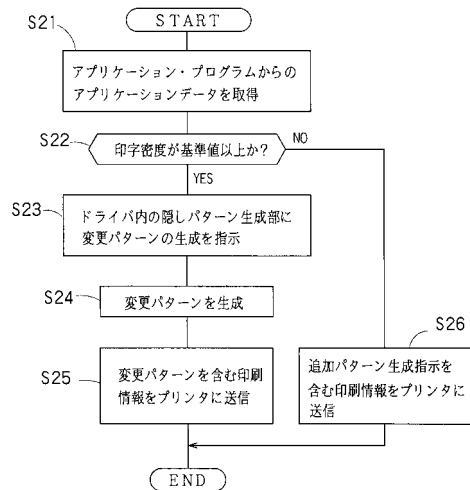 START
S21
アプリケーション・プログラムからの
アプリケーションデータを取得
S22
印字密度が基準値以上か?
NO
YES
S23
ドライバ内の隠しパターン生成部に
変更パターンの生成を指示
S24
変更パターンを生成
S25
変更パターンを含む印刷
情報をプリンタに送信
S26
追加パターン生成指示を
含む印刷情報をプリンタに
送信
END